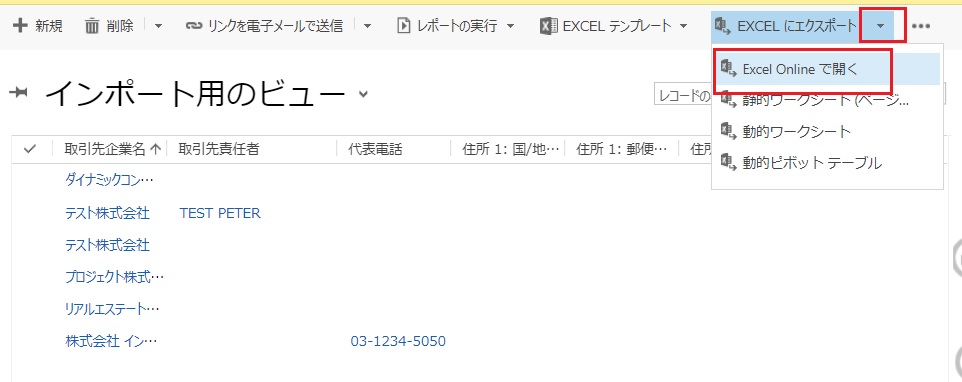 新規 削除 リンクを電子メールで送信 レポートの実行 EXCEL テンプレート EXCEL にエクスポート
Excel Online で開く
インポート用のビュー レコードの
静的ワークシート (ページ...
動的ワークシート
取引先企業名 取引先責任者 代表電話 住所 1: 国/地… 住所 1: 郵便… 住所
動的ピボット テーブル
ダイナミックコン…
テスト株式会社 TEST PETER
テスト株式会社
プロジェクト株式…
リアルエステート…
株式会社 イン… 03-1234-5050